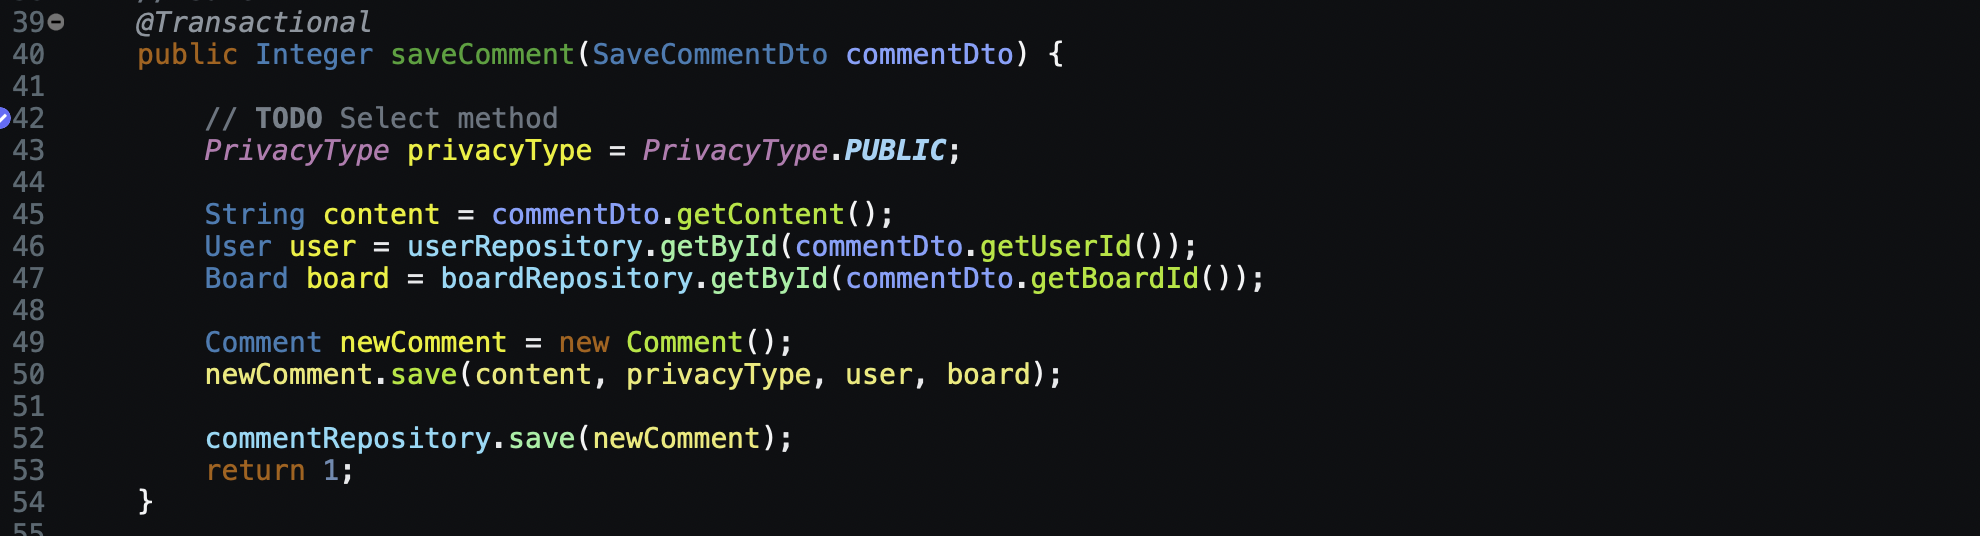 39 @Transactional
40 public Integer saveComment(SaveCommentDto commentDto) {
41
42 // TODO Select method
43 PrivacyType privacyType = PrivacyType.PUBLIC;
44
45 String content = commentDto.getContent();
46 User user = userRepository.getById(commentDto.getUserId());
47 Board board = boardRepository.getById(commentDto.getBoardId());
48
49 Comment newComment = new Comment();
50 newComment.save(content, privacyType, user, board);
51
52 commentRepository.save(newComment);
53 return 1;
54 }
55